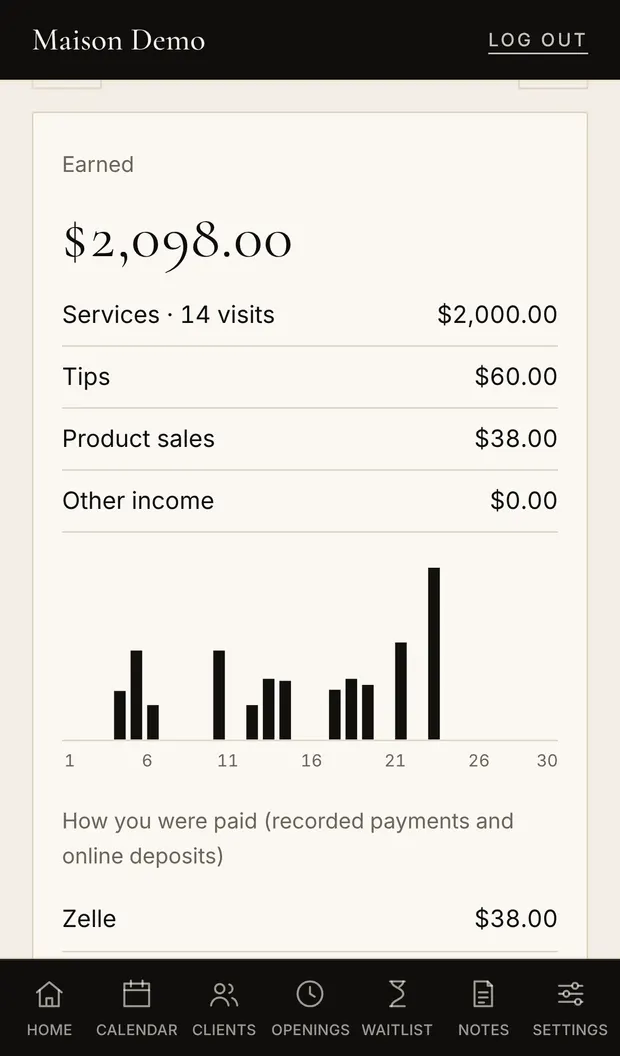 Maison Demo
LOG OUT
Earned
$2,098.00
Services · 14 visits $2,000.00
Tips $60.00
Product sales $38.00
Other income $0.00
1 6 11 16 21 26 30
How you were paid (recorded payments and
online deposits)
Zelle $38.00
HOME CALENDAR CLIENTS OPENINGS WAITLIST NOTES SETTINGS